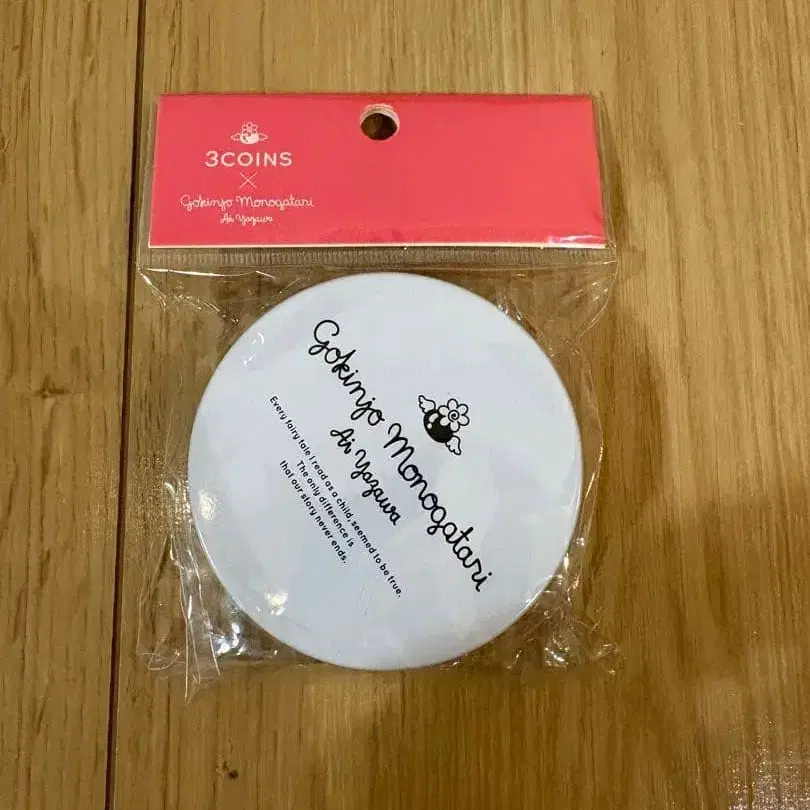 3COINS
×
Gokinjo Monogatari
Ai Yazawa
Gokinjo Monogatari
Ai Yazawa
Every fairy tale I read as a child, seemed to be true.
The only difference is
that our story never ends.